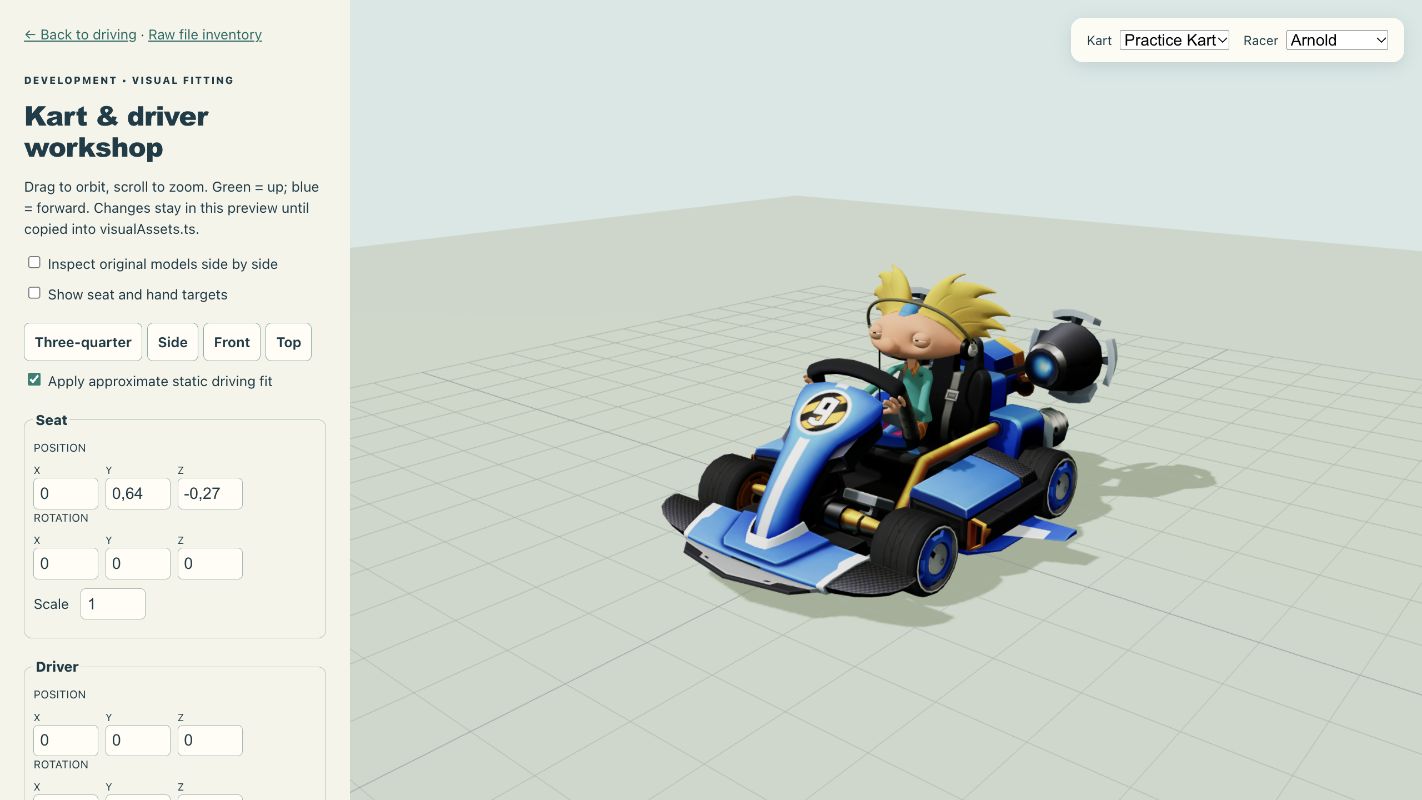 ← Back to driving · Raw file inventory
DEVELOPMENT • VISUAL FITTING
Kart & driver
workshop
Drag to orbit, scroll to zoom. Green = up; blue
= forward. Changes stay in this preview until
copied into visualAssets.ts.
Inspect original models side by side
Show seat and hand targets
Three-quarter Side Front Top
Apply approximate static driving fit
Seat
POSITION
X Y Z
0 0,64 -0,27
ROTATION
X Y Z
0 0 0
Scale 1
Driver
POSITION
X Y Z
0 0 0
ROTATION
X Y Z
Kart Practice Kart Racer Arnold
9